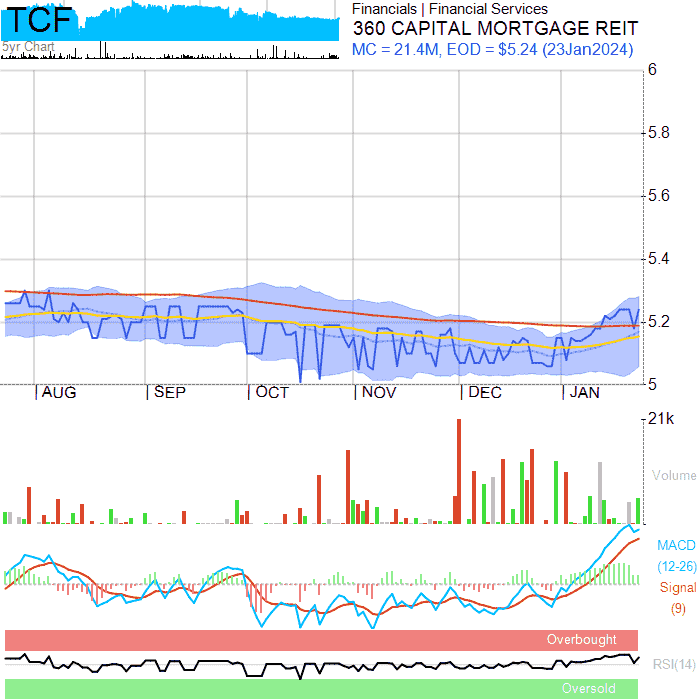 TCF
5yr Chart
Financials | Financial Services
360 CAPITAL MORTGAGE REIT
MC = 21.4M, EOD = $5.24 (23Jan2024)
6
5.8
5.6
5.4
5.2
5
AUG SEP OCT NOV DEC JAN
21k
Volume
MACD
(12-26)
Signal
(9)
Overbought
RSI(14)
Oversold